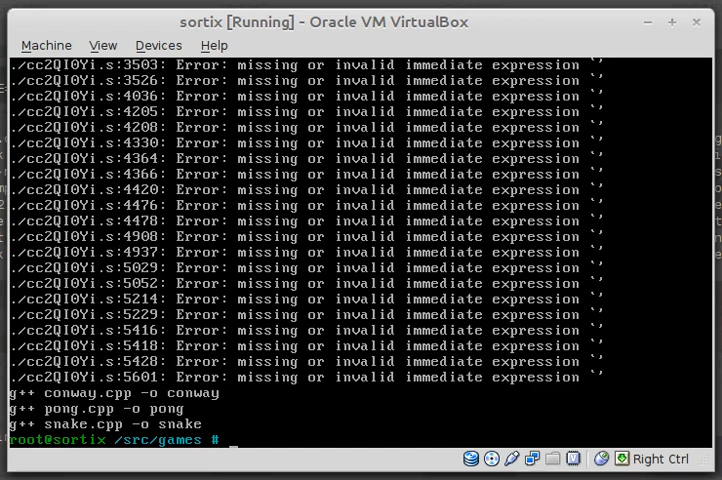 sortix [Running] - Oracle VM VirtualBox
Machine View Devices Help
./cc2QI0Yi.s:3503: Error: missing or invalid immediate expression `'
./cc2QI0Yi.s:3526: Error: missing or invalid immediate expression `'
./cc2QI0Yi.s:4036: Error: missing or invalid immediate expression `'
./cc2QI0Yi.s:4205: Error: missing or invalid immediate expression `'
./cc2QI0Yi.s:4208: Error: missing or invalid immediate expression `'
./cc2QI0Yi.s:4330: Error: missing or invalid immediate expression `'
./cc2QI0Yi.s:4364: Error: missing or invalid immediate expression `'
./cc2QI0Yi.s:4366: Error: missing or invalid immediate expression `'
./cc2QI0Yi.s:4420: Error: missing or invalid immediate expression `'
./cc2QI0Yi.s:4476: Error: missing or invalid immediate expression `'
./cc2QI0Yi.s:4478: Error: missing or invalid immediate expression `'
./cc2QI0Yi.s:4908: Error: missing or invalid immediate expression `'
./cc2QI0Yi.s:4937: Error: missing or invalid immediate expression `'
./cc2QI0Yi.s:5029: Error: missing or invalid immediate expression `'
./cc2QI0Yi.s:5052: Error: missing or invalid immediate expression `'
./cc2QI0Yi.s:5214: Error: missing or invalid immediate expression `'
./cc2QI0Yi.s:5229: Error: missing or invalid immediate expression `'
./cc2QI0Yi.s:5416: Error: missing or invalid immediate expression `'
./cc2QI0Yi.s:5418: Error: missing or invalid immediate expression `'
./cc2QI0Yi.s:5428: Error: missing or invalid immediate expression `'
./cc2QI0Yi.s:5601: Error: missing or invalid immediate expression `'
g++ conway.cpp -o conway
g++ pong.cpp -o pong
g++ snake.cpp -o snake
root@sortix /src/games # _
Right Ctrl